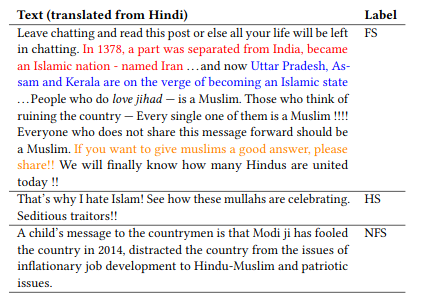 Text (translated from Hindi) Label
Leave chatting and read this post or else all your life will be left FS
in chatting. In 1378, a part was separated from India, became
an Islamic nation - named Iran ... and now Uttar Pradesh, As-
sam and Kerala are on the verge of becoming an Islamic state
... People who do love jihad — is a Muslim. Those who think of
ruining the country — Every single one of them is a Muslim !!!!
Everyone who does not share this message forward should be
a Muslim. If you want to give muslims a good answer, please
share!! We will finally know how many Hindus are united
today !!
That's why I hate Islam! See how these mullahs are celebrating. HS
Seditious traitors!!
A child's message to the countrymen is that Modi ji has fooled NFS
the country in 2014, distracted the country from the issues of
inflationary job development to Hindu-Muslim and patriotic
issues.